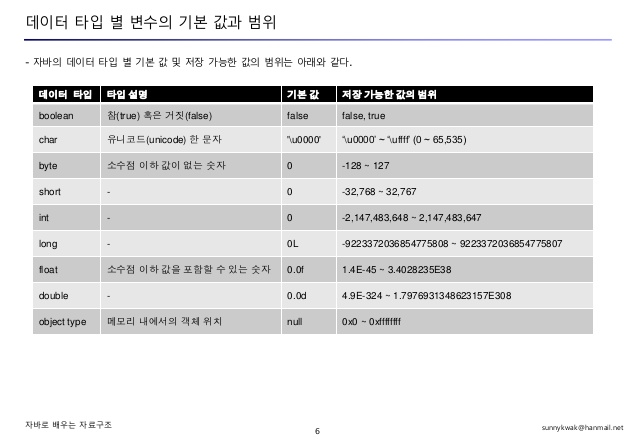 데이터 타입 별 변수의 기본 값과 범위
- 자바의 데이터 타입 별 기본 값 및 저장 가능한 값의 범위는 아래와 같다.
데이터 타입 타입 설명 기본 값 저장 가능한 값의 범위
boolean 참(true) 혹은 거짓(false) false false, true
char 유니코드(unicode) 한 문자 '\u0000' '\u0000' ~ '\uffff' (0 ~ 65,535)
byte 소수점 이하 값이 없는 숫자 0 -128 ~ 127
short - 0 -32,768 ~ 32,767
int - 0 -2,147,483,648 ~ 2,147,483,647
long - 0L -9223372036854775808 ~ 9223372036854775807
float 소수점 이하 값을 포함할 수 있는 숫자 0.0f 1.4E-45 ~ 3.4028235E38
double - 0.0d 4.9E-324 ~ 1.7976931348623157E308
object type 메모리 내에서의 객체 위치 null 0x0 ~ 0xffffffff
자바로 배우는 자료구조
6
sunnykwak@hanmail.net